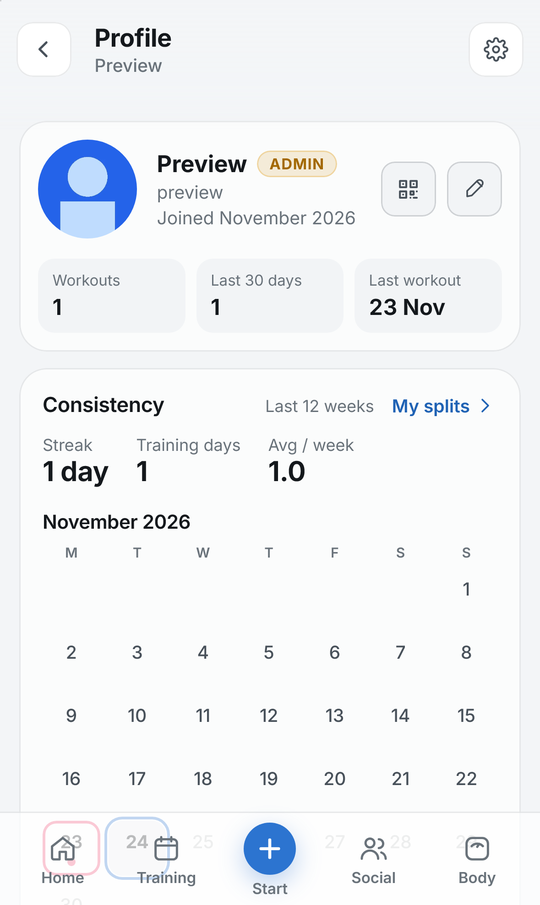 Profile
Preview
Preview ADMIN
preview
Joined November 2026
Workouts Last 30 days Last workout
1 1 23 Nov
Consistency Last 12 weeks My splits
Streak Training days Avg / week
1 day 1 1.0
November 2026
M T W T F S S
1
2 3 4 5 6 7 8
9 10 11 12 13 14 15
16 17 18 19 20 21 22
23 24 25 27 28
Home Training Start Social Body
30